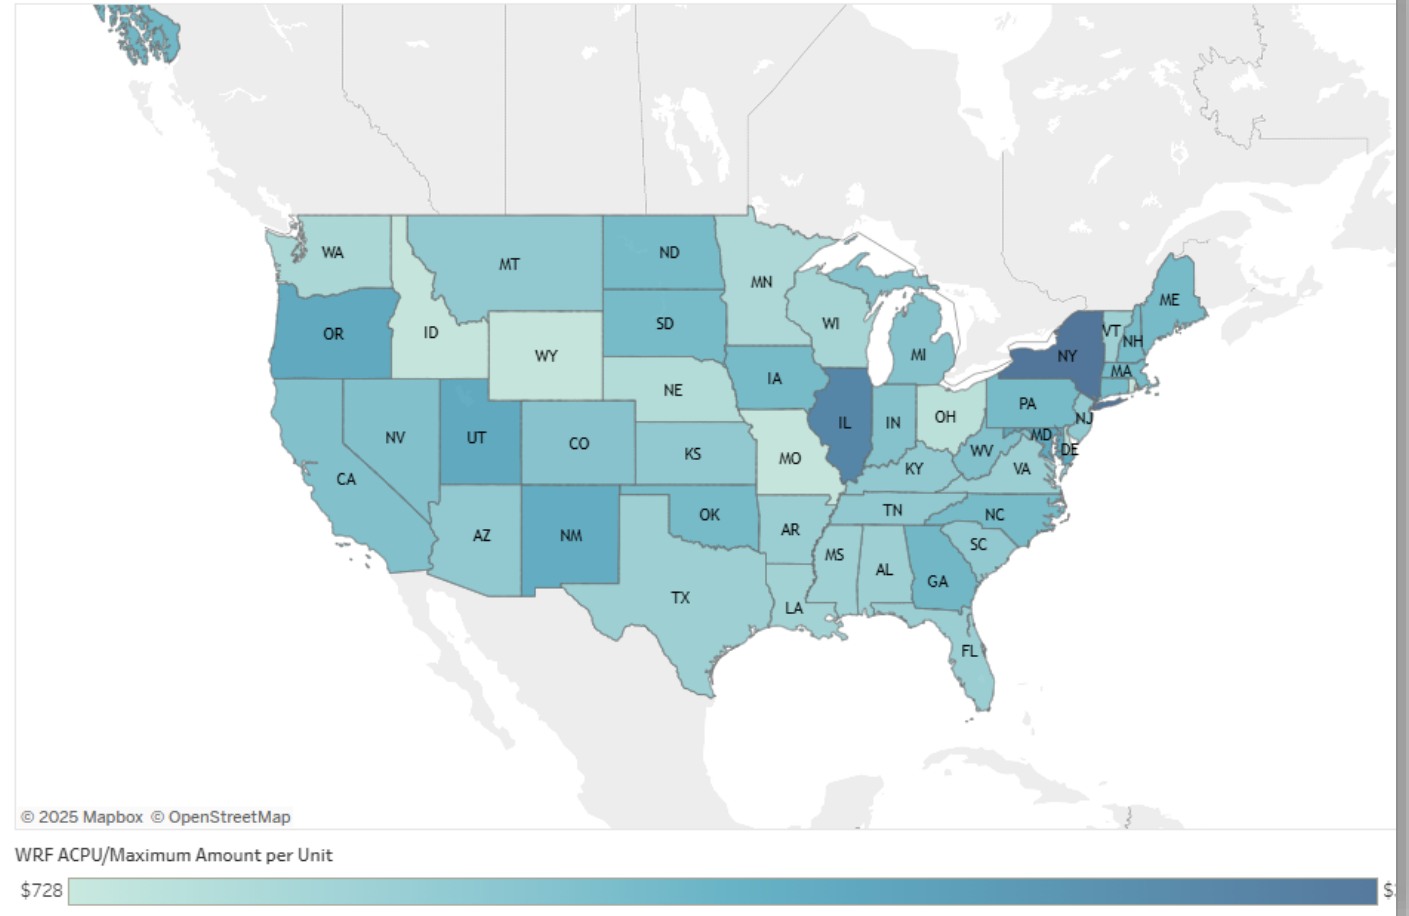 WA
MT
ND
MN
ME
OR
ID
SD
WI
VT
NH
WY
MI
NY
MA
NE
IA
PA
NV
UT
CO
IL
IN
OH
NJ
MD
CA
KS
MO
KY
WV
DE
VA
AZ
NM
OK
AR
TN
NC
TX
MS
AL
SC
GA
LA
FL
© 2025 Mapbox © OpenStreetMap
WRF ACPU/Maximum Amount per Unit
$728